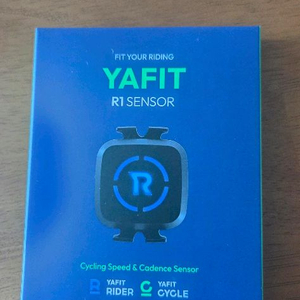 FIT YOUR RIDING
YAFIT
R1 SENSOR
R
Cycling Speed & Cadence Sensor
YAFIT YAFIT
RIDER CYCLE